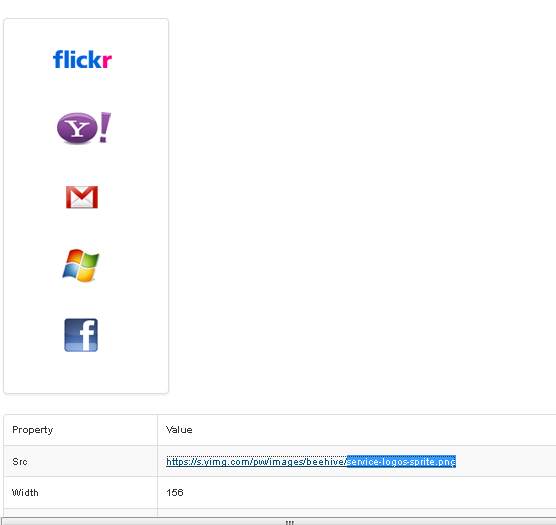 flickr
Y!
f
Property Value
Src https://s.yimg.com/pw/images/beehive/service-logos-sprite.png
Width 156